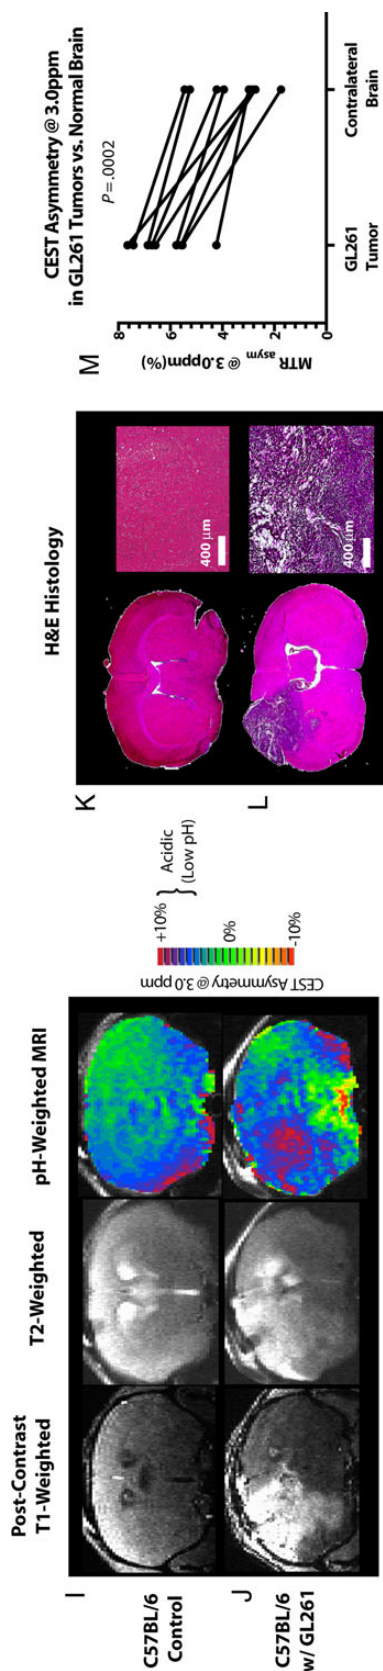 Post-Contrast
T1-Weighted
T2-Weighted
pH-Weighted MRI
I
C57BL/6
Control
J
C57BL/6
w/ GL261
CEST Asymmetry @ 3.0 ppm
+10%
0%
-10%
Acidic
(Low pH)
H&E Histology
K
400 µm
L
400 µm
M
CEST Asymmetry @ 3.0ppm
in GL261 Tumors vs. Normal Brain
P=.0002
MTR asym @ 3.0ppm(%)
8
6
4
2
0
GL261
Tumor
Contralateral
Brain